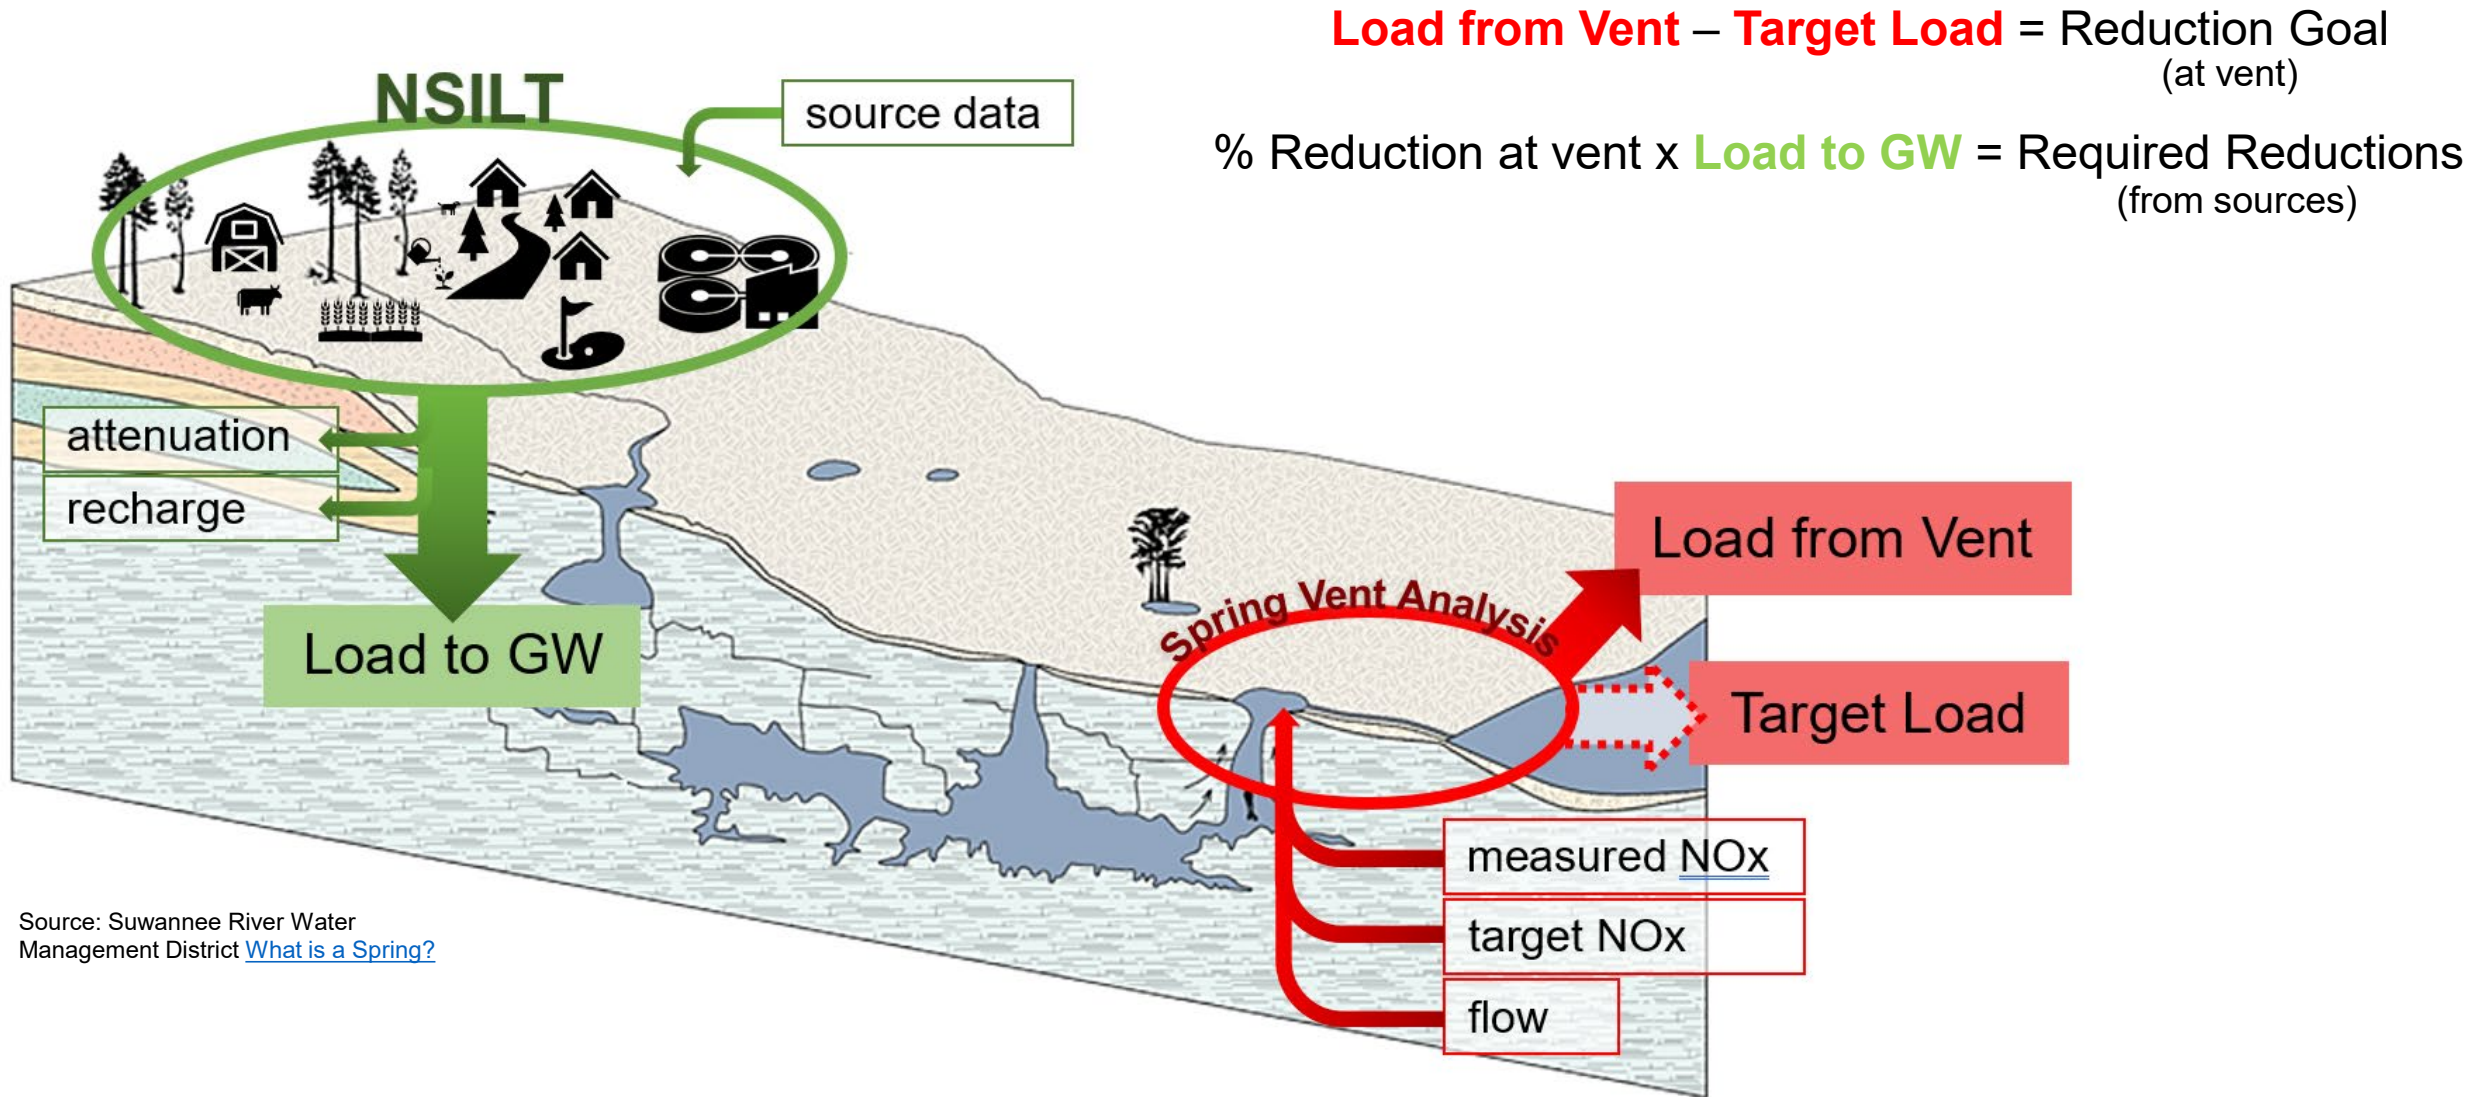 Load from Vent – Target Load = Reduction Goal
(at vent)
% Reduction at vent x Load to GW = Required Reductions
(from sources)
NSILT
source data
attenuation
recharge
Load to GW
Spring Vent Analysis
Load from Vent
Target Load
measured NOx
target NOx
flow
Source: Suwannee River Water
Management District What is a Spring?